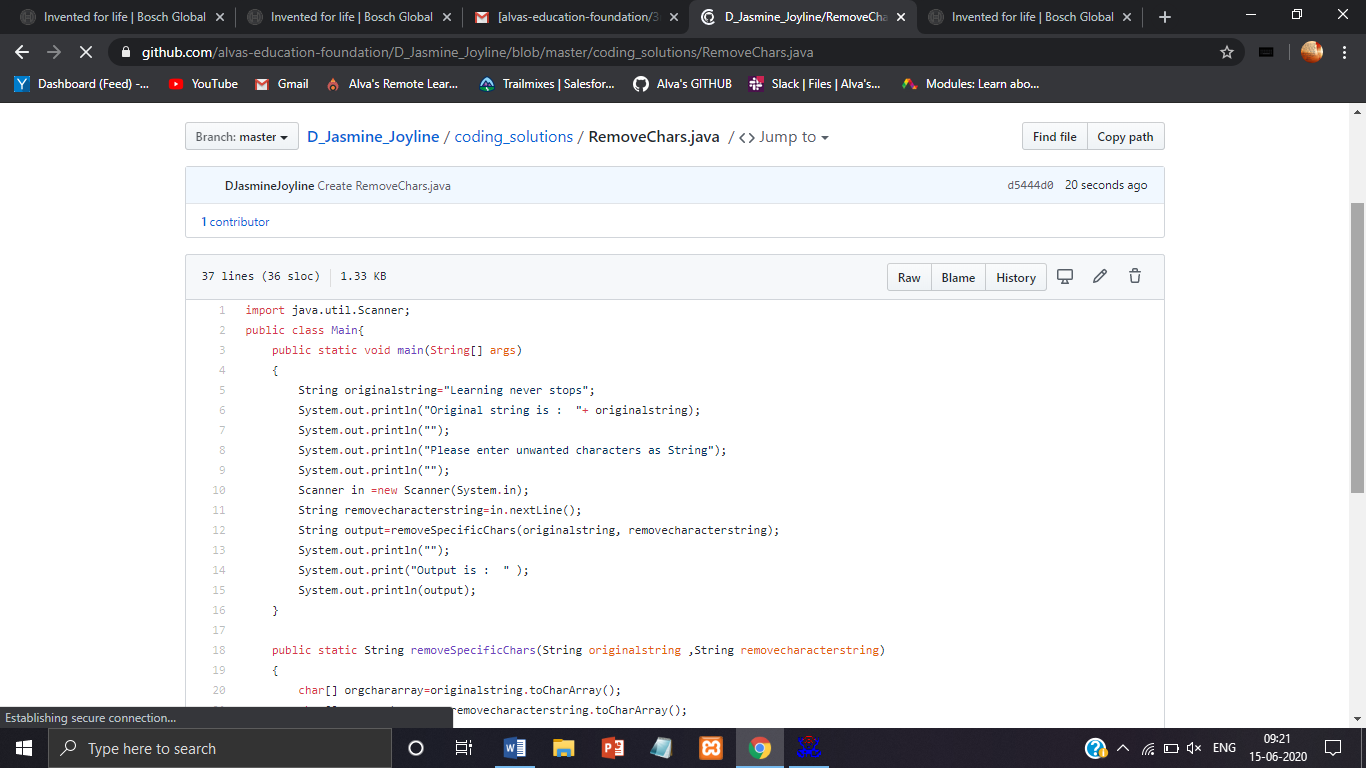 Invented for life | Bosch Global
Invented for life | Bosch Global
[alvas-education-foundation/
D_Jasmine_Joyline/RemoveCha
Invented for life | Bosch Global
github.com/alvas-education-foundation/D_Jasmine_Joyline/blob/master/coding_solutions/RemoveChars.java
Dashboard (Feed) -... YouTube Gmail Alva's Remote Lear... Trailmixes | Salesfor... Alva's GITHUB Slack | Files | Alva's... Modules: Learn abo...
Branch: master D_Jasmine_Joyline / coding_solutions / RemoveChars.java / <> Jump to Find file Copy path
DJasmineJoyline Create RemoveChars.java d5444d0 20 seconds ago
1 contributor
37 lines (36 sloc) 1.33 KB Raw Blame History
1 import java.util.Scanner;
2 public class Main{
3 public static void main(String[] args)
4 {
5 String originalstring="Learning never stops";
6 System.out.println("Original string is :  "+ originalstring);
7 System.out.println("");
8 System.out.println("Please enter unwanted characters as String");
9 System.out.println("");
10 Scanner in =new Scanner(System.in);
11 String removecharacterstring=in.nextLine();
12 String output=removeSpecificChars(originalstring, removecharacterstring);
13 System.out.println("");
14 System.out.print("Output is :  " );
15 System.out.println(output);
16 }
17
18 public static String removeSpecificChars(String originalstring ,String removecharacterstring)
19 {
20 char[] orgchararray=originalstring.toCharArray();
removecharacterstring.toCharArray();
Establishing secure connection...
Type here to search
ENG
09:21
15-06-2020